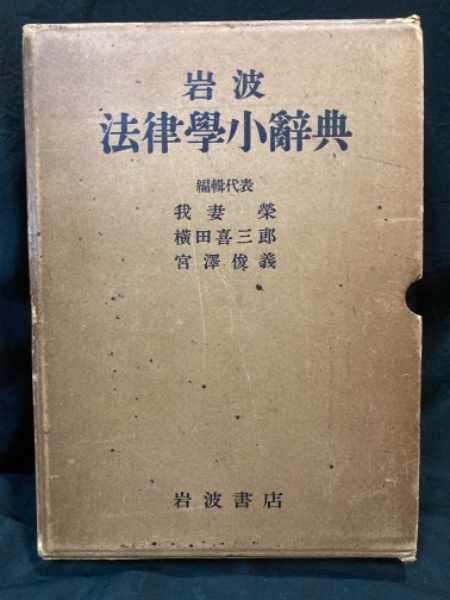 岩波
法律學小辭典
編輯代表
我妻榮
横田喜三郎
宮澤俊義
岩波書店